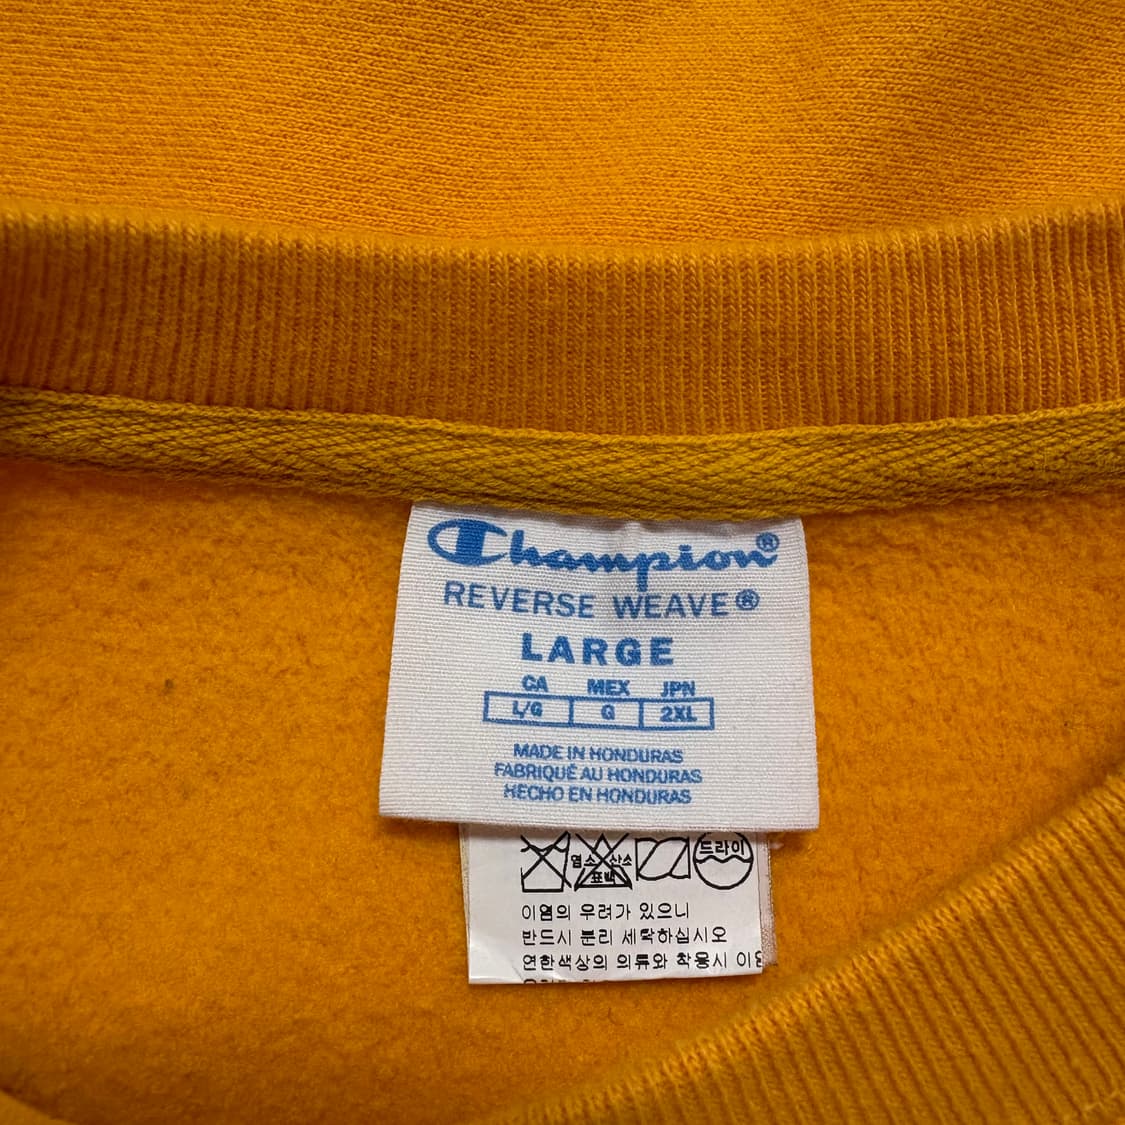 Champion®
REVERSE WEAVE®
LARGE
CA MEX JPN
L/G G 2XL
MADE IN HONDURAS
FABRIQUÉ AU HONDURAS
HECHO EN HONDURAS
염소 산소 드라이
표백
이염의 우려가 있으니
반드시 분리 세탁하십시오
연한색상의 의류와 착용시 이염